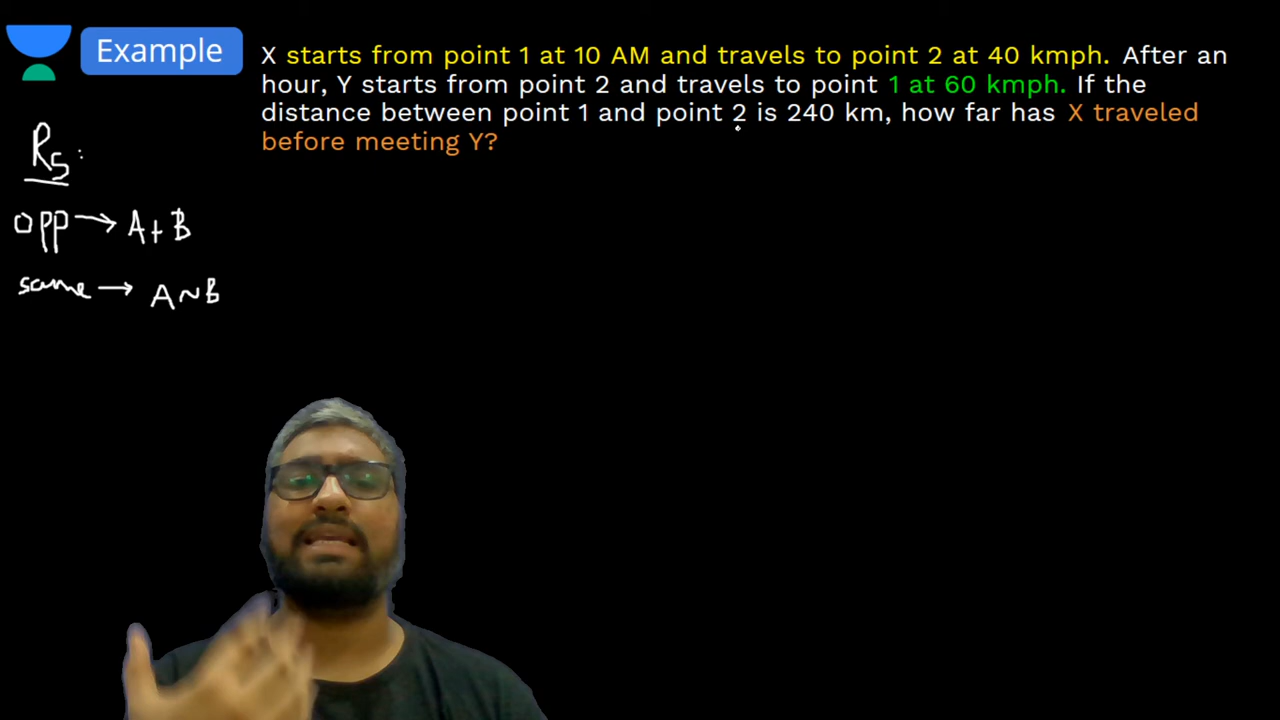 Example
X starts from point 1 at 10 AM and travels to point 2 at 40 kmph. After an
hour, Y starts from point 2 and travels to point 1 at 60 kmph. If the
distance between point 1 and point 2 is 240 km, how far has X traveled
before meeting Y?
Rs:
opp → A+B
same → A~B